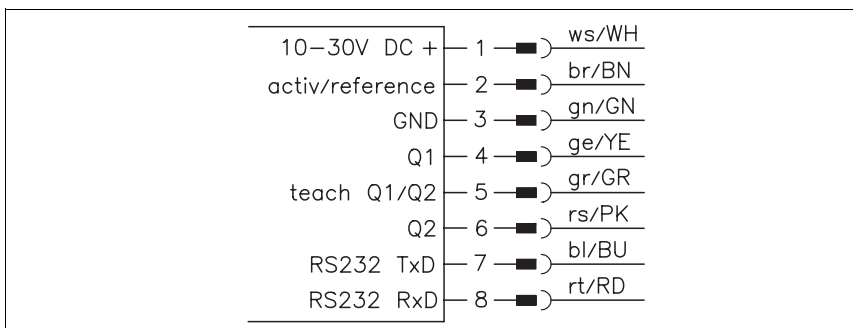 10-30V DC + 1 ws/WH
activ/reference 2 br/BN
GND 3 gn/GN
Q1 4 ge/YE
teach Q1/Q2 5 gr/GR
Q2 6 rs/PK
RS232 TxD 7 bl/BU
RS232 RxD 8 rt/RD